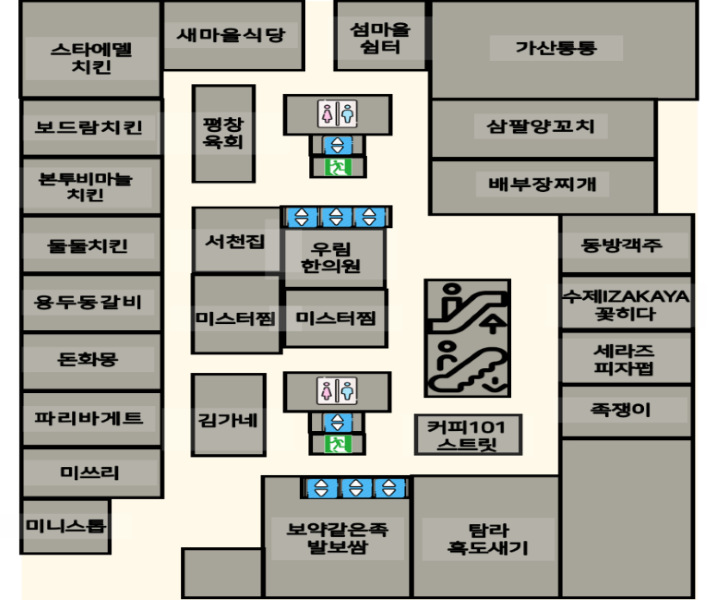 스타에델
치킨
새마을식당
섬마을
쉼터
가산통통
보드람치킨
평창
육회
삼팔양꼬치
본투비마늘
치킨
배부장찌개
둘둘치킨
서천집
우림
한의원
동방객주
용두동갈비
미스터찜
미스터찜
수제IZAKAYA
꽃히다
돈화몽
세라즈
피자펍
파리바게트
김가네
족쟁이
커피101
스트릿
미쓰리
미니스톱
보약같은족
발보쌈
탐라
흑도새기